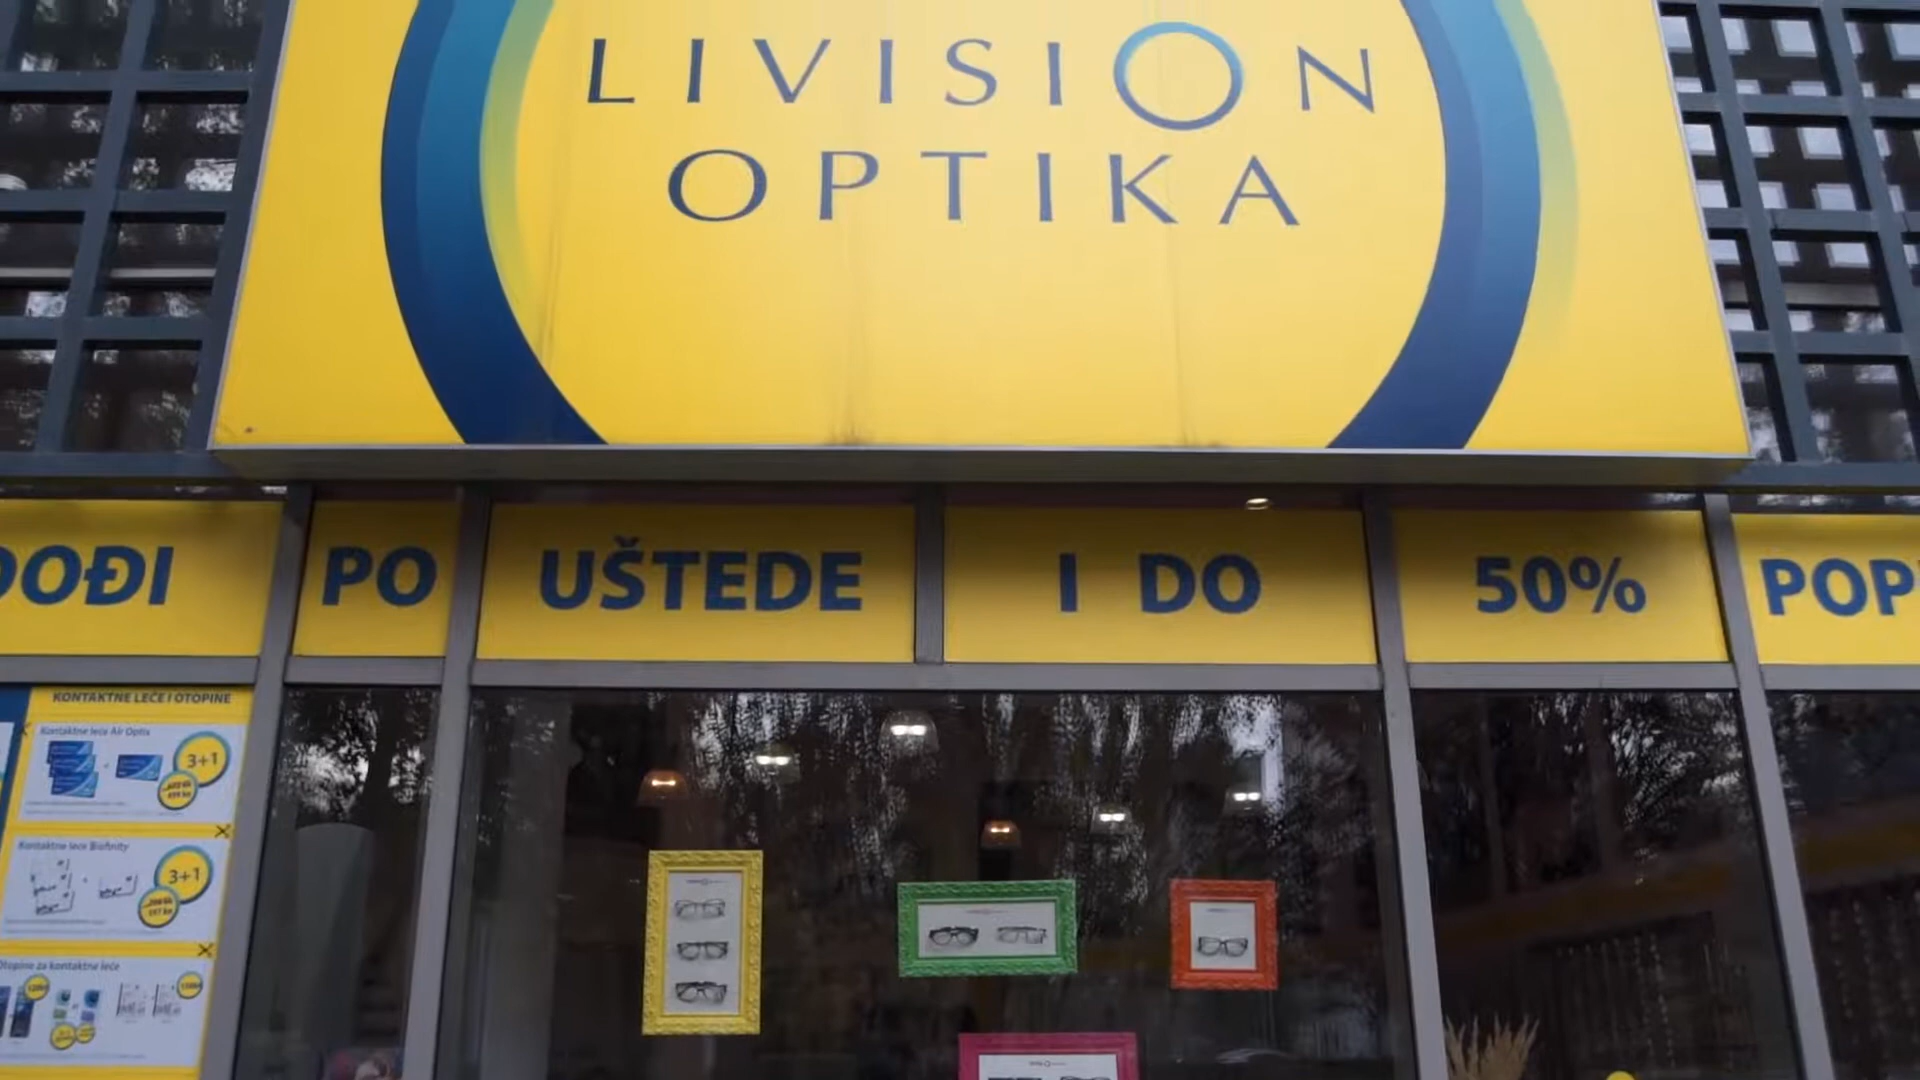 LIVISION
OPTIKA
DOĐI PO UŠTEDE I DO 50% POP
KONTAKTNE LEĆE I OTOPINE
Kontaktne leće Air Optix
3+1
Kontaktne leće Biofinity
3+1
Otopine za kontaktne leće